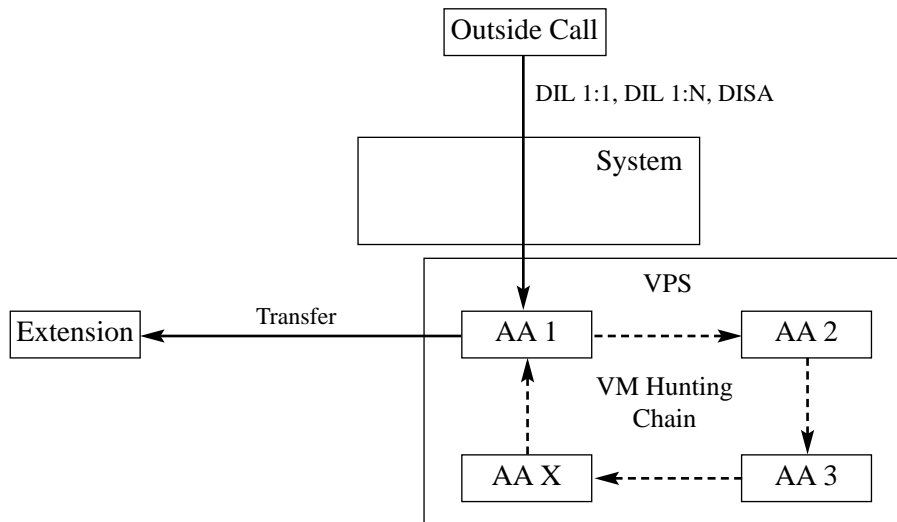 Outside Call
DIL 1:1, DIL 1:N, DISA
System
VPS
Extension
Transfer
AA 1
AA 2
VM Hunting
Chain
AA X
AA 3